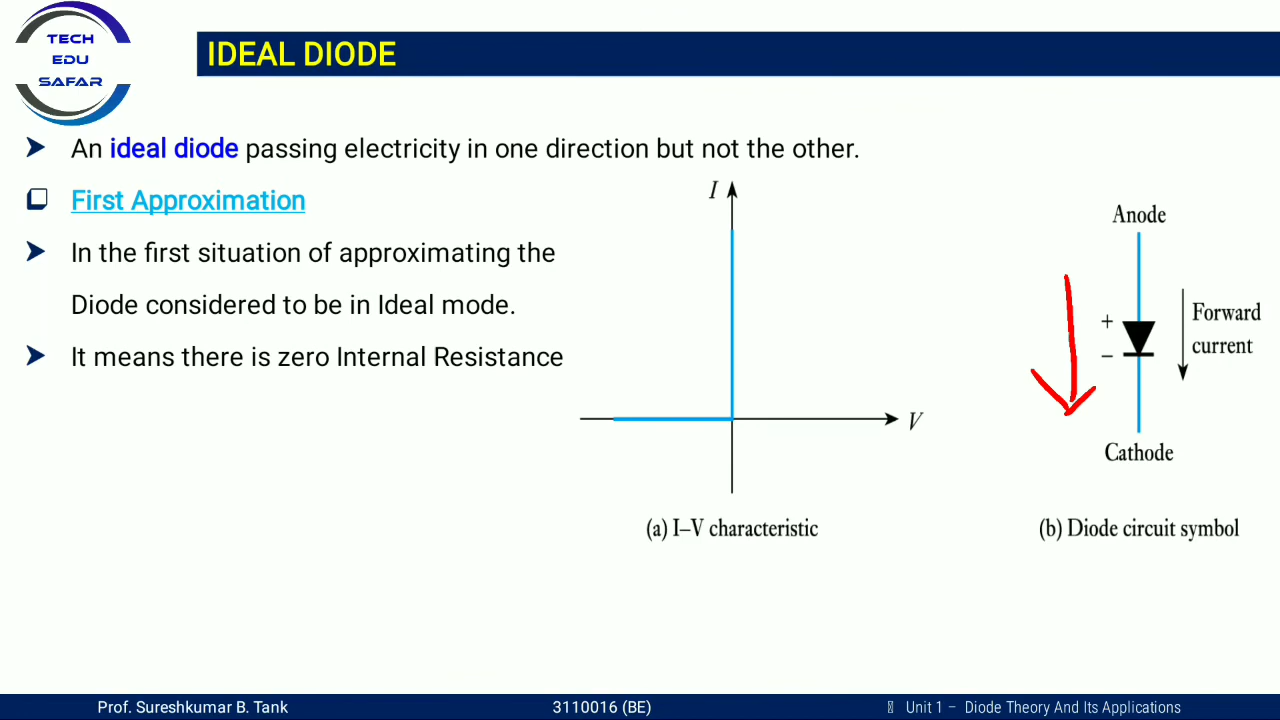 TECH
EDU
SAFAR
IDEAL DIODE
An ideal diode passing electricity in one direction but not the other.
First Approximation
In the first situation of approximating the
Diode considered to be in Ideal mode.
It means there is zero Internal Resistance
I
V
(a) I–V characteristic
Anode
+
–
Forward
current
Cathode
(b) Diode circuit symbol
Prof. Sureshkumar B. Tank
3110016 (BE)
Unit 1 – Diode Theory And Its Applications